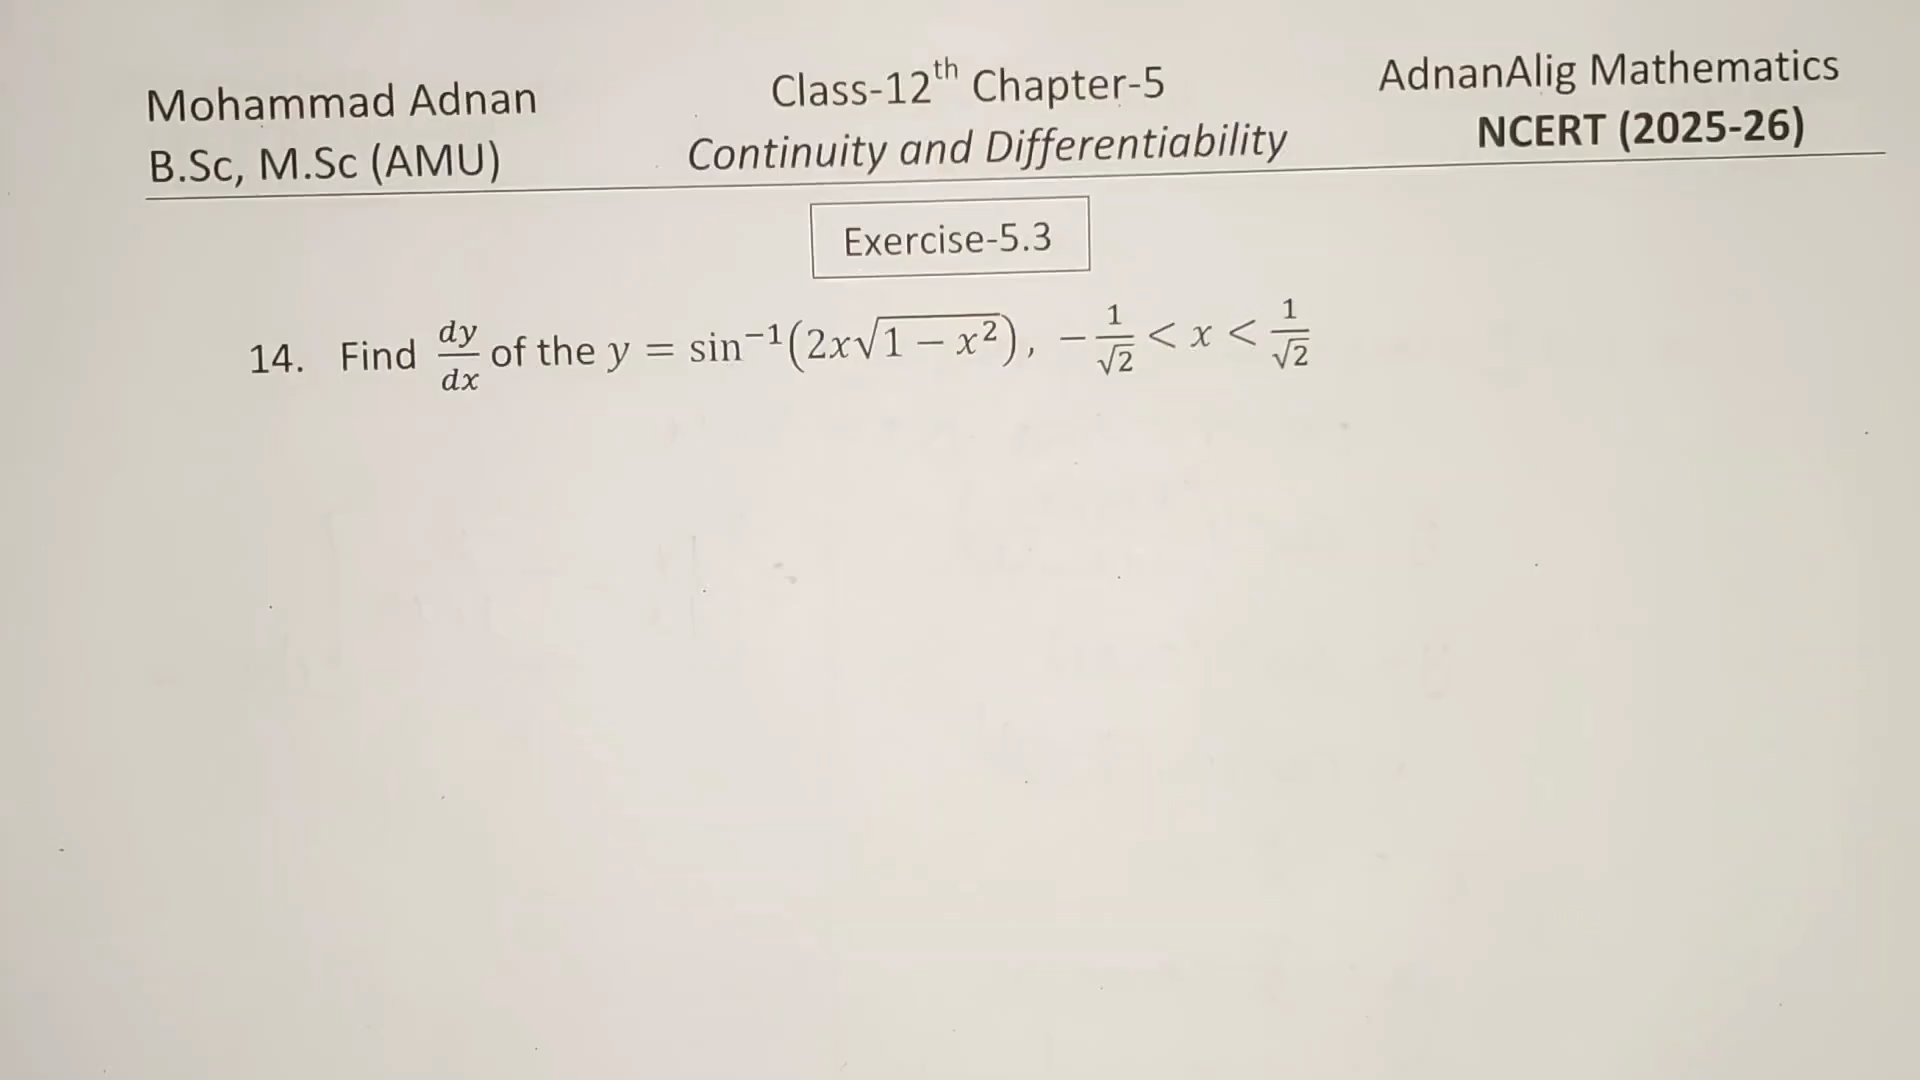 Mohammad Adnan
B.Sc, M.Sc (AMU)
Class-12th Chapter-5
Continuity and Differentiability
AdnanAlig Mathematics
NCERT (2025-26)
Exercise-5.3
14. Find dy/dx of the y = sin⁻¹(2x√(1 − x²)), −1/√2 < x < 1/√2